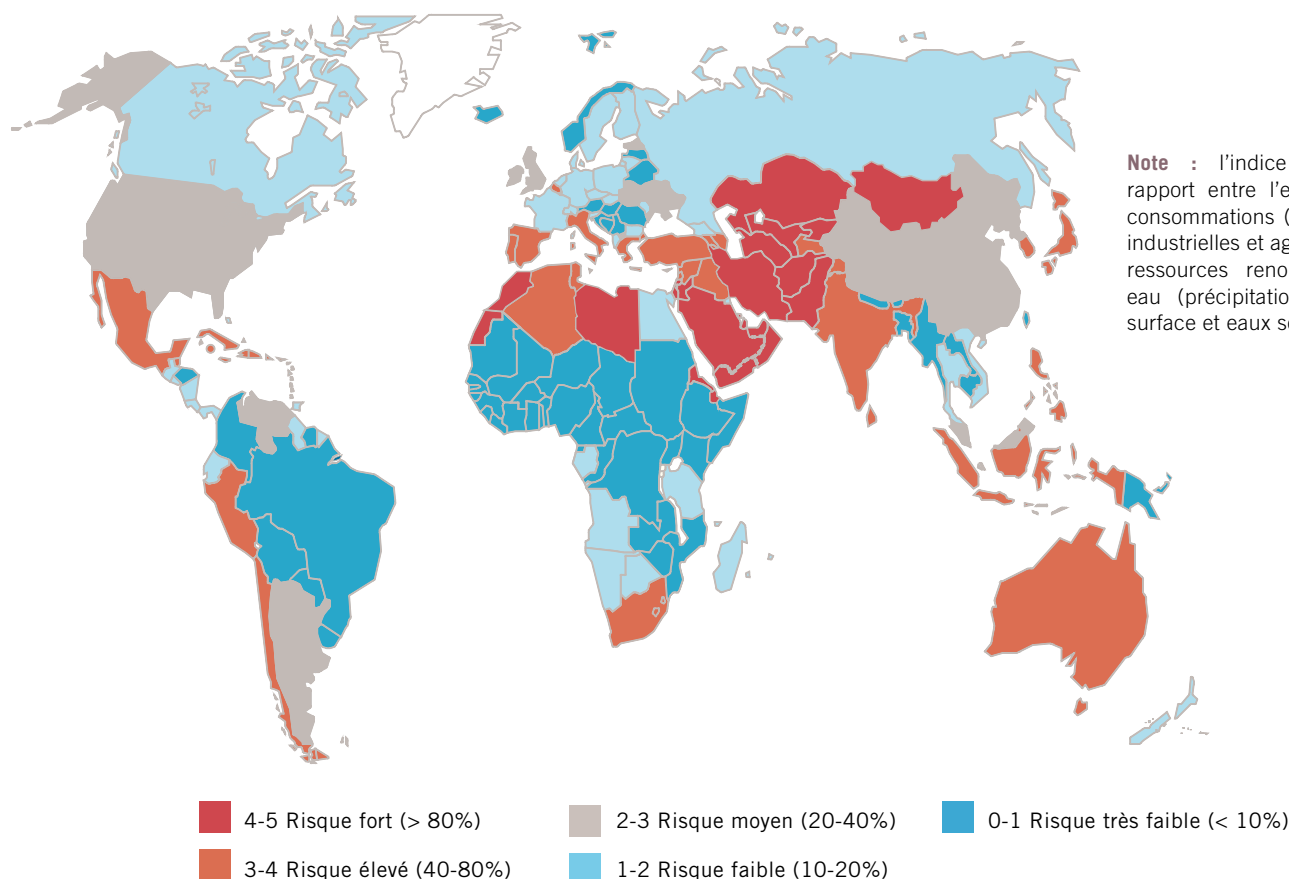 Note : l'indice
rapport entre l'e
consommations (
industrielles et ag
ressources reno
eau (précipitatio
surface et eaux so
4-5 Risque fort (> 80%)
2-3 Risque moyen (20-40%)
0-1 Risque très faible (< 10%)
3-4 Risque élevé (40-80%)
1-2 Risque faible (10-20%)